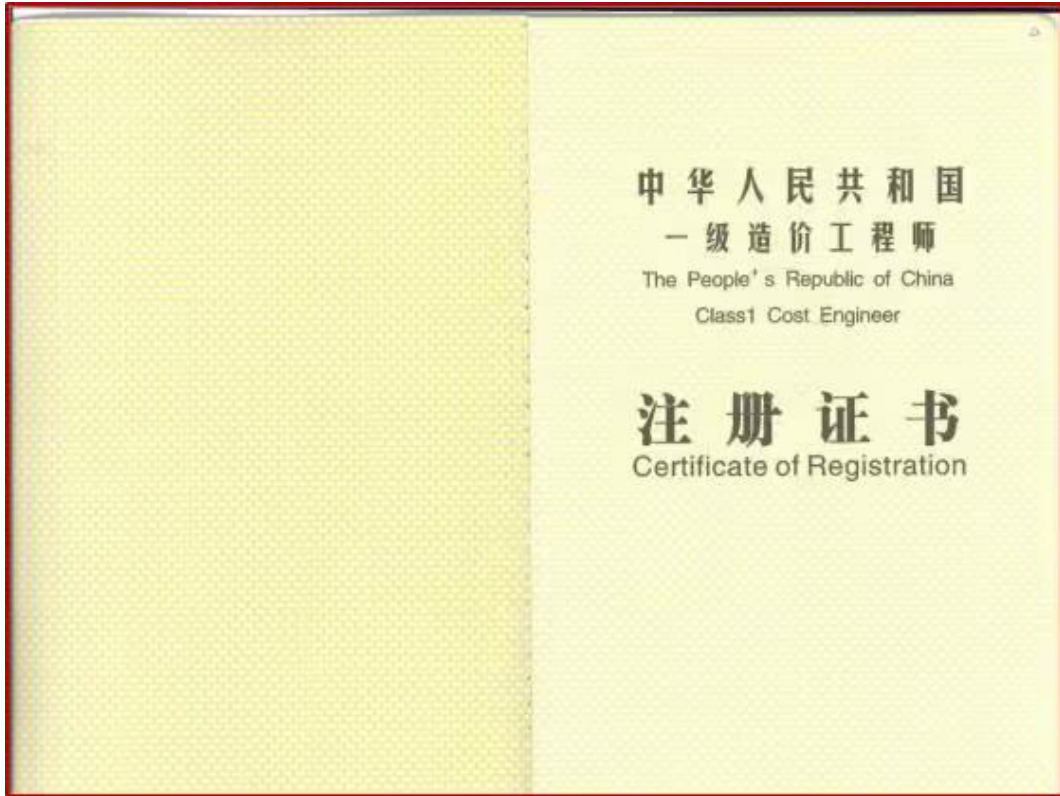 中华人民共和国
一级造价工程师
The People's Republic of China
Class1 Cost Engineer
注册证书
Certificate of Registration